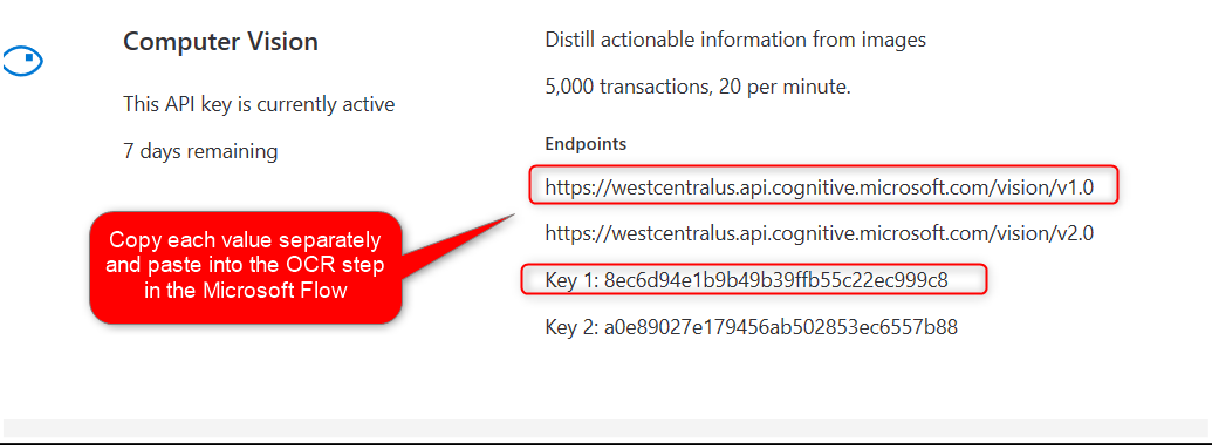 Computer Vision
This API key is currently active
7 days remaining
Distill actionable information from images
5,000 transactions, 20 per minute.
Endpoints
https://westcentralus.api.cognitive.microsoft.com/vision/v1.0
https://westcentralus.api.cognitive.microsoft.com/vision/v2.0
Key 1: 8ec6d94e1b9b49b39ffb55c22ec999c8
Key 2: a0e89027e179456ab502853ec6557b88
Copy each value separately
and paste into the OCR step
in the Microsoft Flow